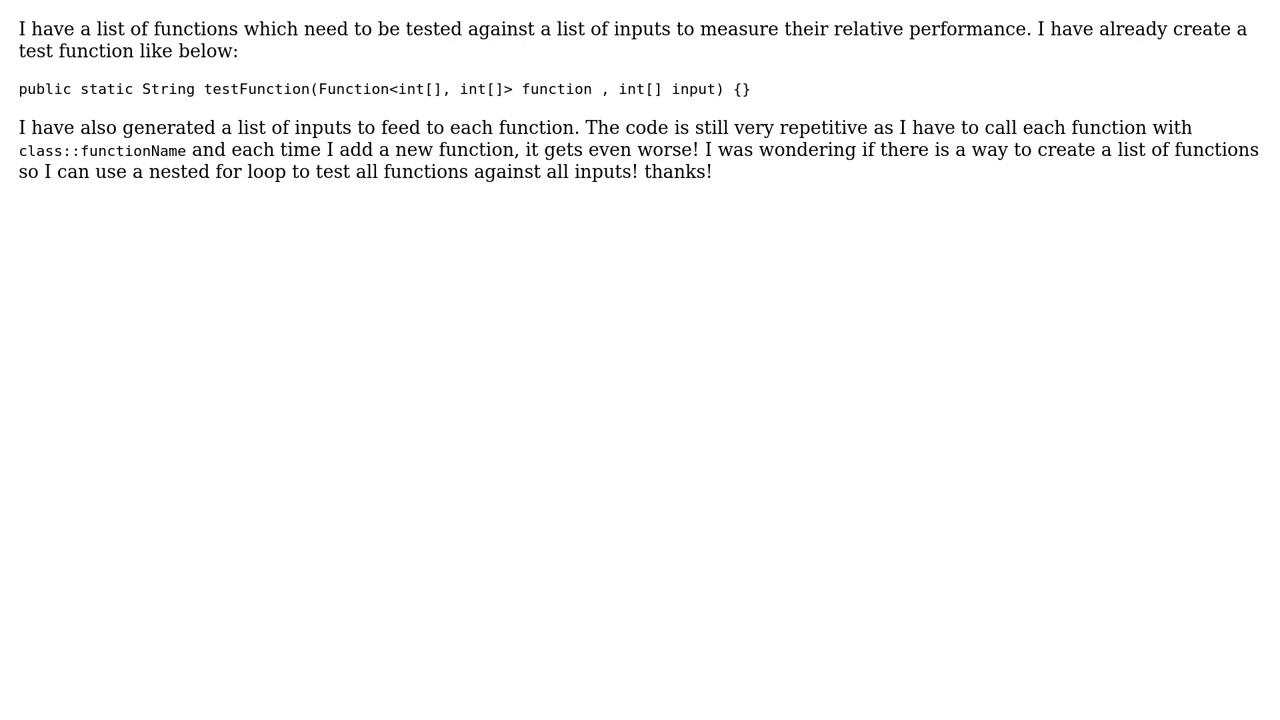 I have a list of functions which need to be tested against a list of inputs to measure their relative performance. I have already create a
test function like below:
public static String testFunction(Function<int[], int[]> function , int[] input) {}
I have also generated a list of inputs to feed to each function. The code is still very repetitive as I have to call each function with
class::functionName and each time I add a new function, it gets even worse! I was wondering if there is a way to create a list of functions
so I can use a nested for loop to test all functions against all inputs! thanks!